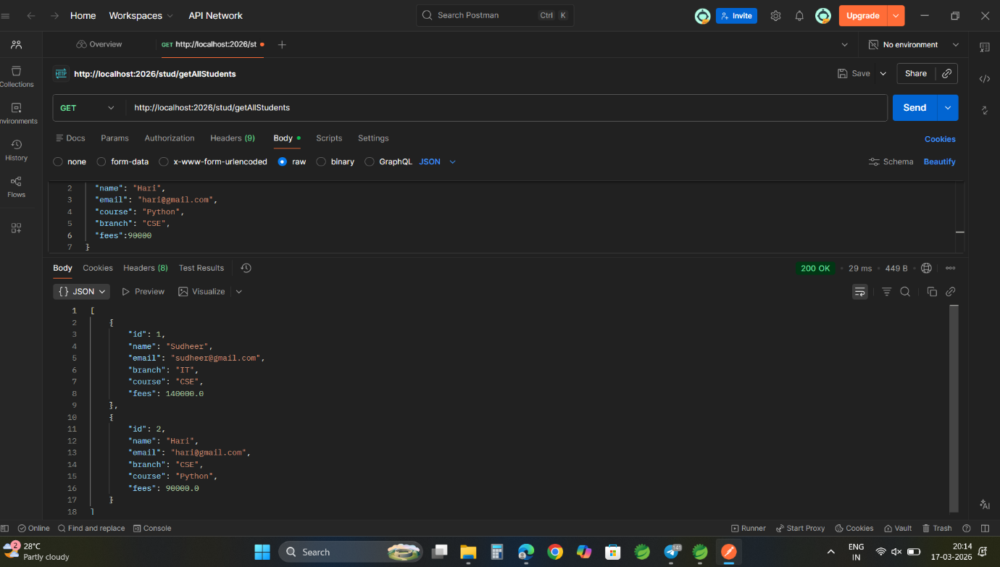 Home Workspaces API Network Search Postman Ctrl K Invite Upgrade
Overview GET http://localhost:2026/st No environment
HTTP http://localhost:2026/stud/getAllStudents Save Share
GET http://localhost:2026/stud/getAllStudents Send
Collections
nvironments
History
Flows
Docs Params Authorization Headers (9) Body Scripts Settings Cookies
none form-data x-www-form-urlencoded raw binary GraphQL JSON Schema Beautify
2 "name": "Hari",
3 "email": "hari@gmail.com",
4 "course": "Python",
5 "branch": "CSE",
6 "fees":90000
7 }
Body Cookies Headers (8) Test Results 200 OK 29 ms 449 B
{} JSON Preview Visualize
1 [
2 {
3 "id": 1,
4 "name": "Sudheer",
5 "email": "sudheer@gmail.com",
6 "branch": "IT",
7 "course": "CSE",
8 "fees": 140000.0
9 },
10 {
11 "id": 2,
12 "name": "Hari",
13 "email": "hari@gmail.com",
14 "branch": "CSE",
15 "course": "Python",
16 "fees": 90000.0
17 }
18 ]
AI
Online Find and replace Console Runner Start Proxy Cookies Vault Trash
2 28°C
Partly cloudy
Search
141
ENG
IN
20:14
17-03-2026